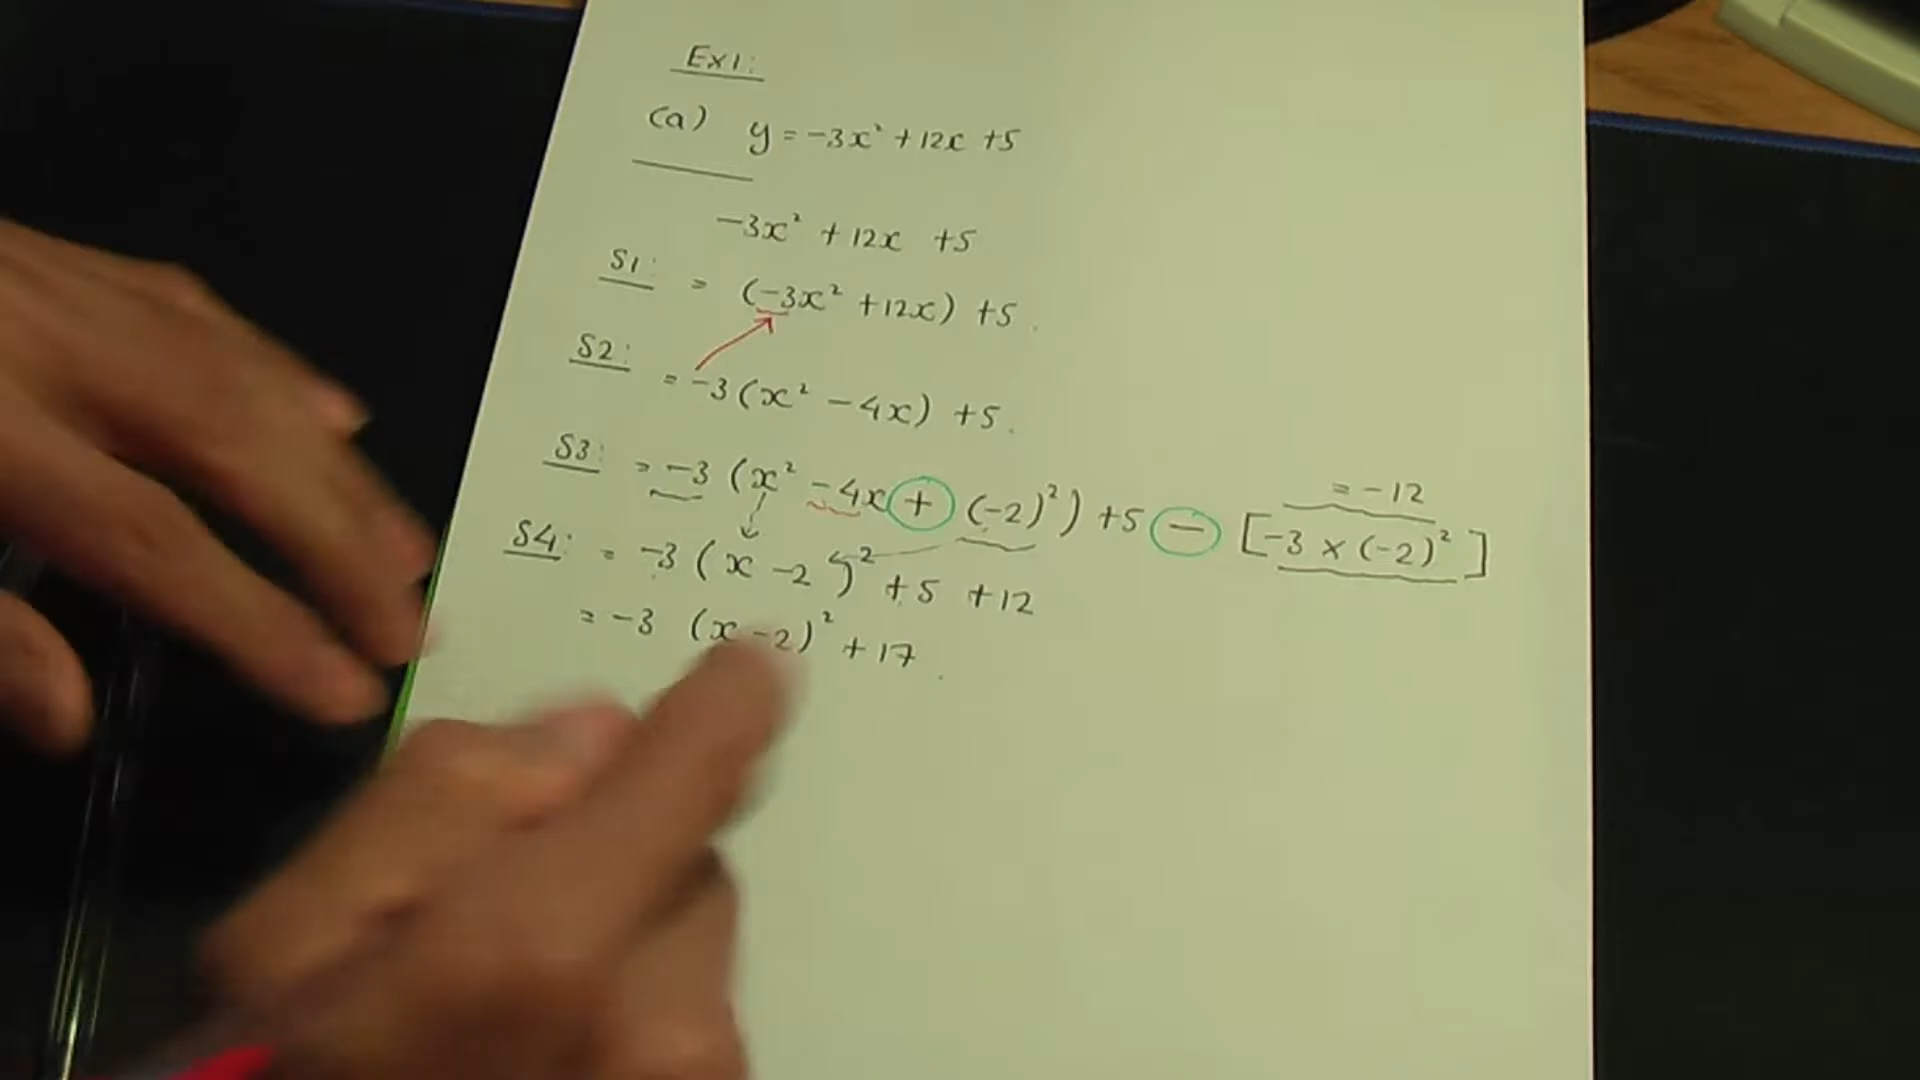 Ex1:
(a) y = -3x² + 12x + 5
-3x² + 12x + 5
S1: = (-3x² + 12x) + 5.
S2: = -3(x² - 4x) + 5.
= -12
S3: = -3 (x² - 4x + (-2)²) + 5 - [-3 × (-2)²]
S4: = -3 (x - 2)² + 5 + 12
= -3 (x - 2)² + 17.